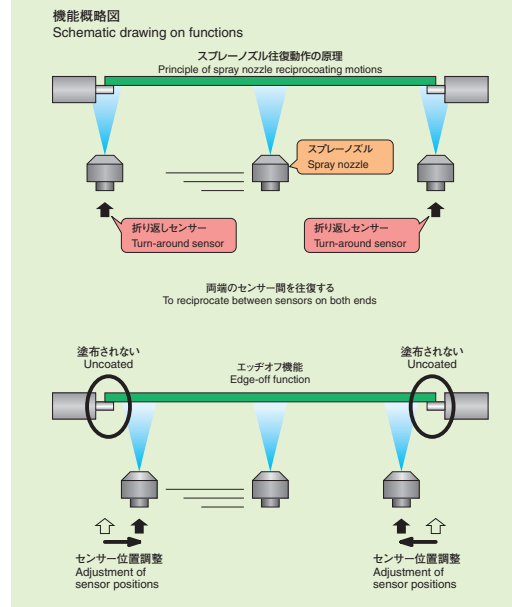 機能概略図
Schematic drawing on functions
スプレーノズル往復動作の原理
Principle of spray nozzle reciprocoating motions
スプレーノズル
Spray nozzle
折り返しセンサー
Turn-around sensor
折り返しセンサー
Turn-around sensor
両端のセンサー間を往復する
To reciprocate between sensors on both ends
塗布されない
Uncoated
エッヂオフ機能
Edge-off function
塗布されない
Uncoated
センサー位置調整
Adjustment of
sensor positions
センサー位置調整
Adjustment of
sensor positions